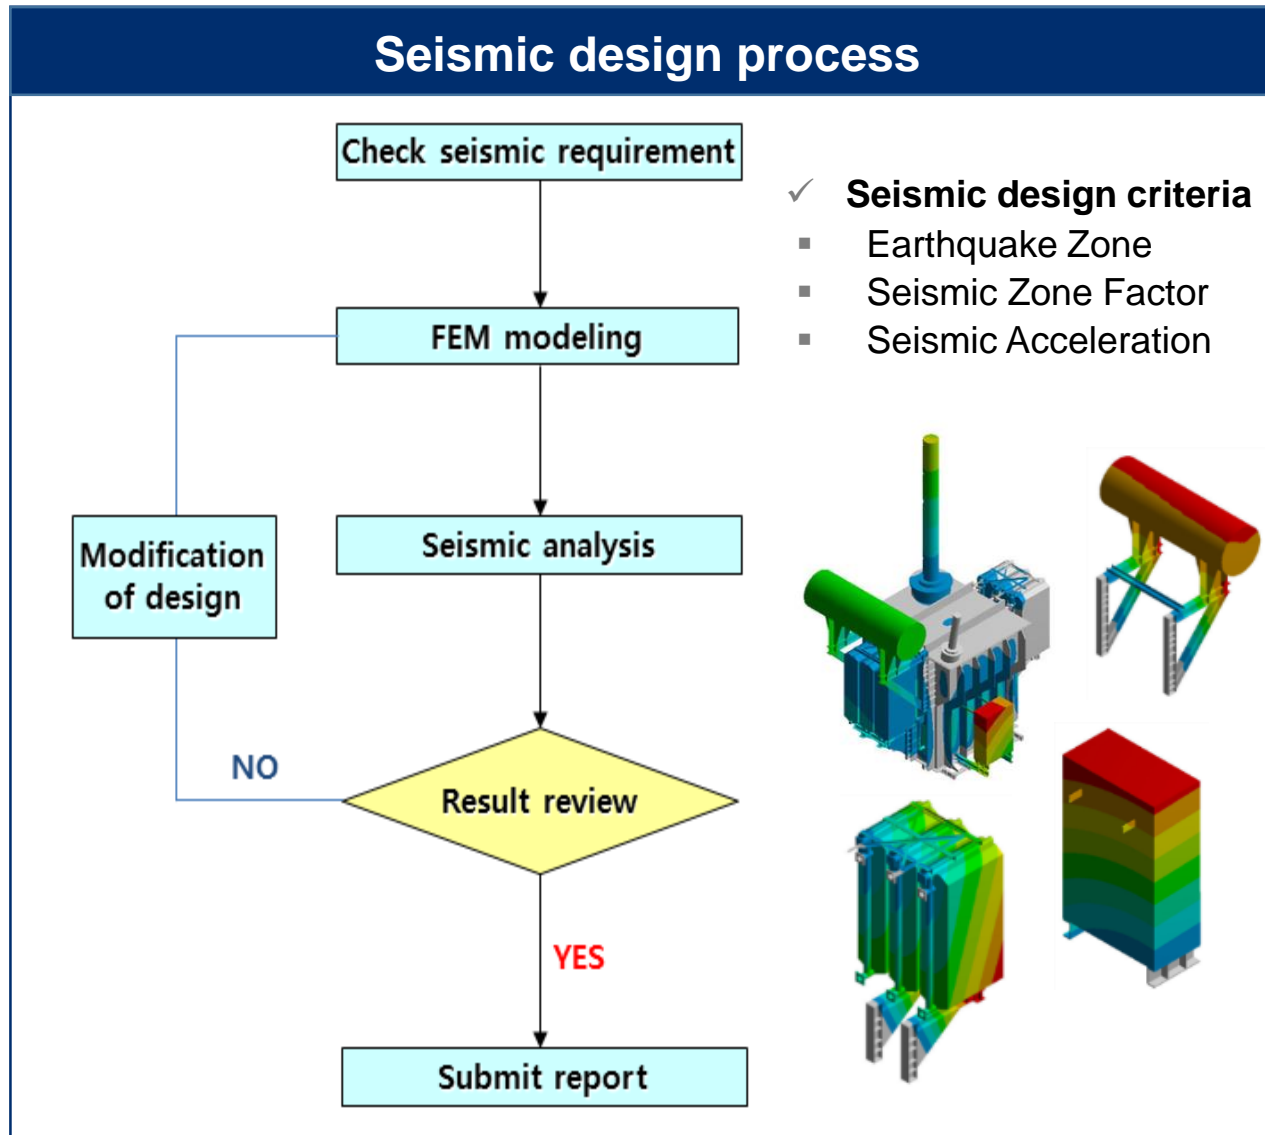 Seismic design process
Check seismic requirement
✓ Seismic design criteria
▪ Earthquake Zone
▪ Seismic Zone Factor
▪ Seismic Acceleration
FEM modeling
Seismic analysis
Modification
of design
NO
Result review
YES
Submit report